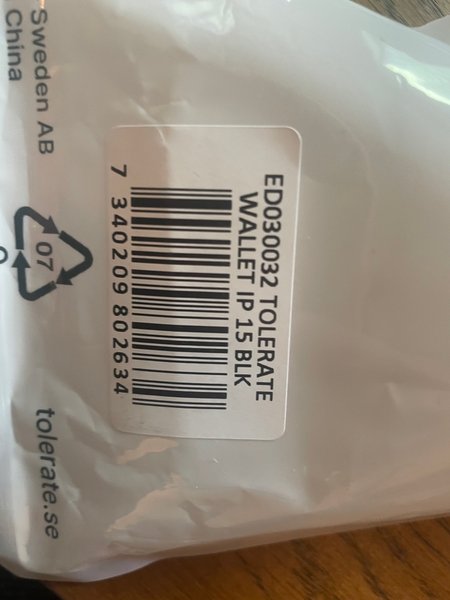 ED030032 TOLERATE
WALLET IP 15 BLK
7 340209 802634
Sweden AB
China
07
tolerate.se